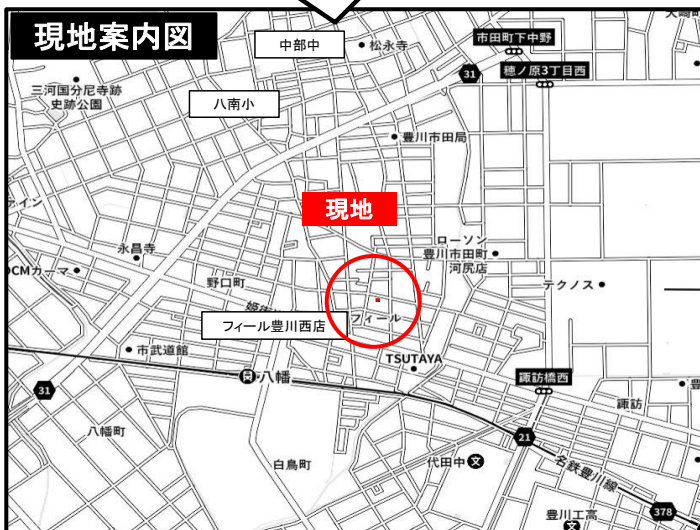 現地案内図
中部中
松永寺
市田町下中野
31
穂ノ原3丁目西
三河国分尼寺跡
史跡公園
八南小
豊川市田局
現地
ローソン
豊川市田町
河尻店
永昌寺
DCMカーマ
野口町
テクノス
フィール豊川西店
フィール
市武道館
TSUTAYA
八幡
諏訪橋西
31
諏訪
八幡町
21
白鳥町
代田中
文
名鉄豊川線
豊川工高
文
378